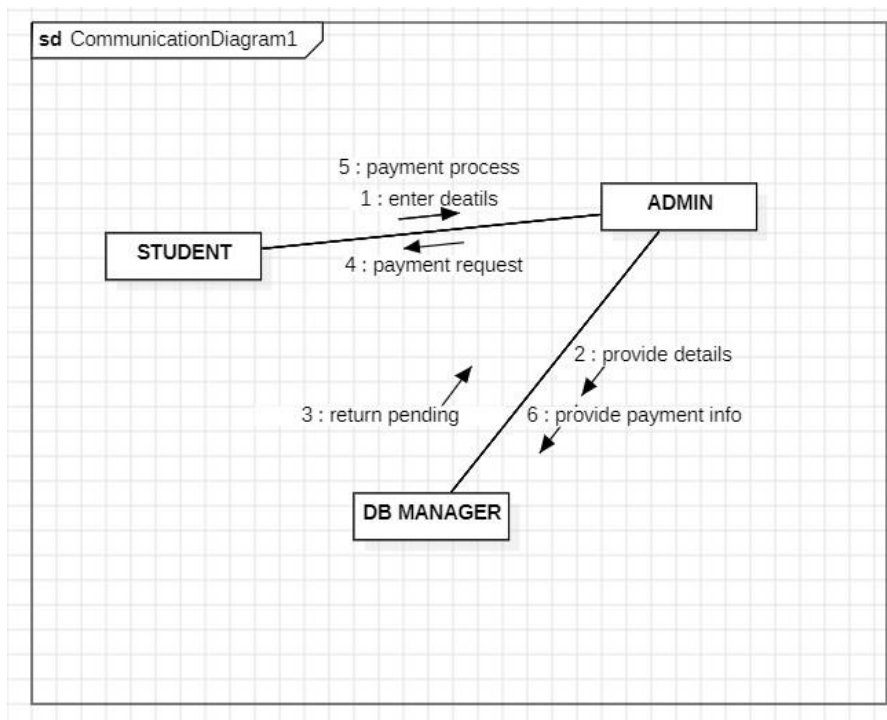 sd CommunicationDiagram1
5 : payment process
1 : enter deatils
ADMIN
STUDENT
4 : payment request
2 : provide details
3 : return pending
6 : provide payment info
DB MANAGER